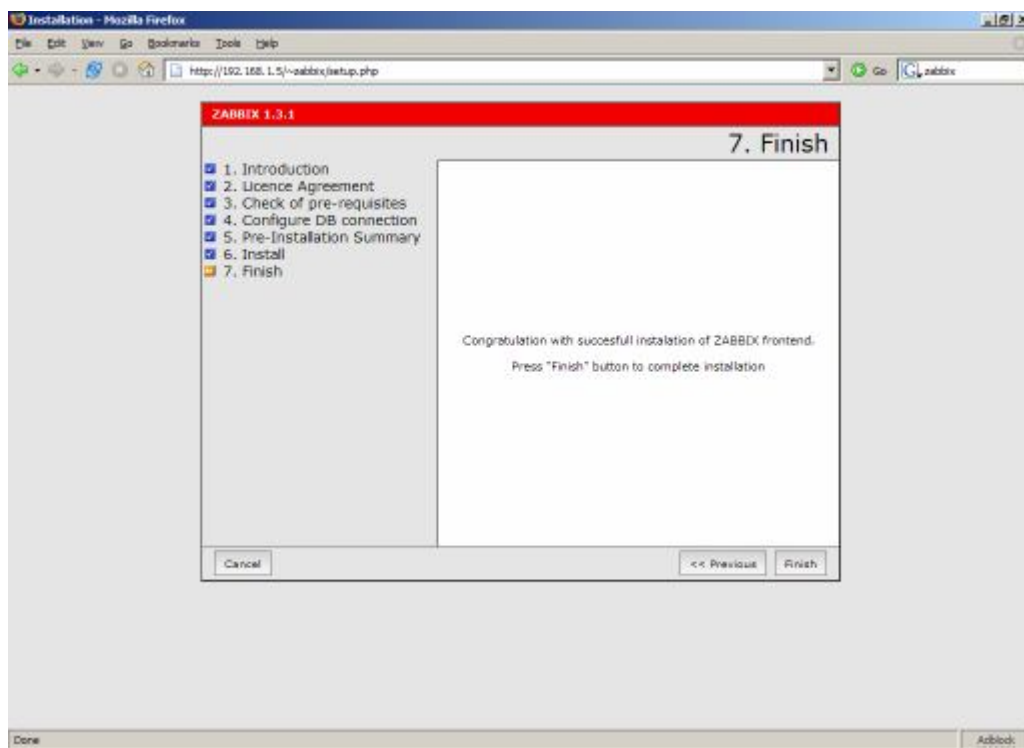 Installation - Mozilla Firefox
File Edit View Go Bookmarks Tools Help
http://192.168.1.5/~zabbix/setup.php
Go
zabbix
ZABBIX 1.3.1
7. Finish
1. Introduction
2. Licence Agreement
3. Check of pre-requisites
4. Configure DB connection
5. Pre-Installation Summary
6. Install
7. Finish
Congratulation with succesfull instalation of ZABBIX frontend.
Press "Finish" button to complete installation
Cancel
<< Previous
Finish
Done
Adblock